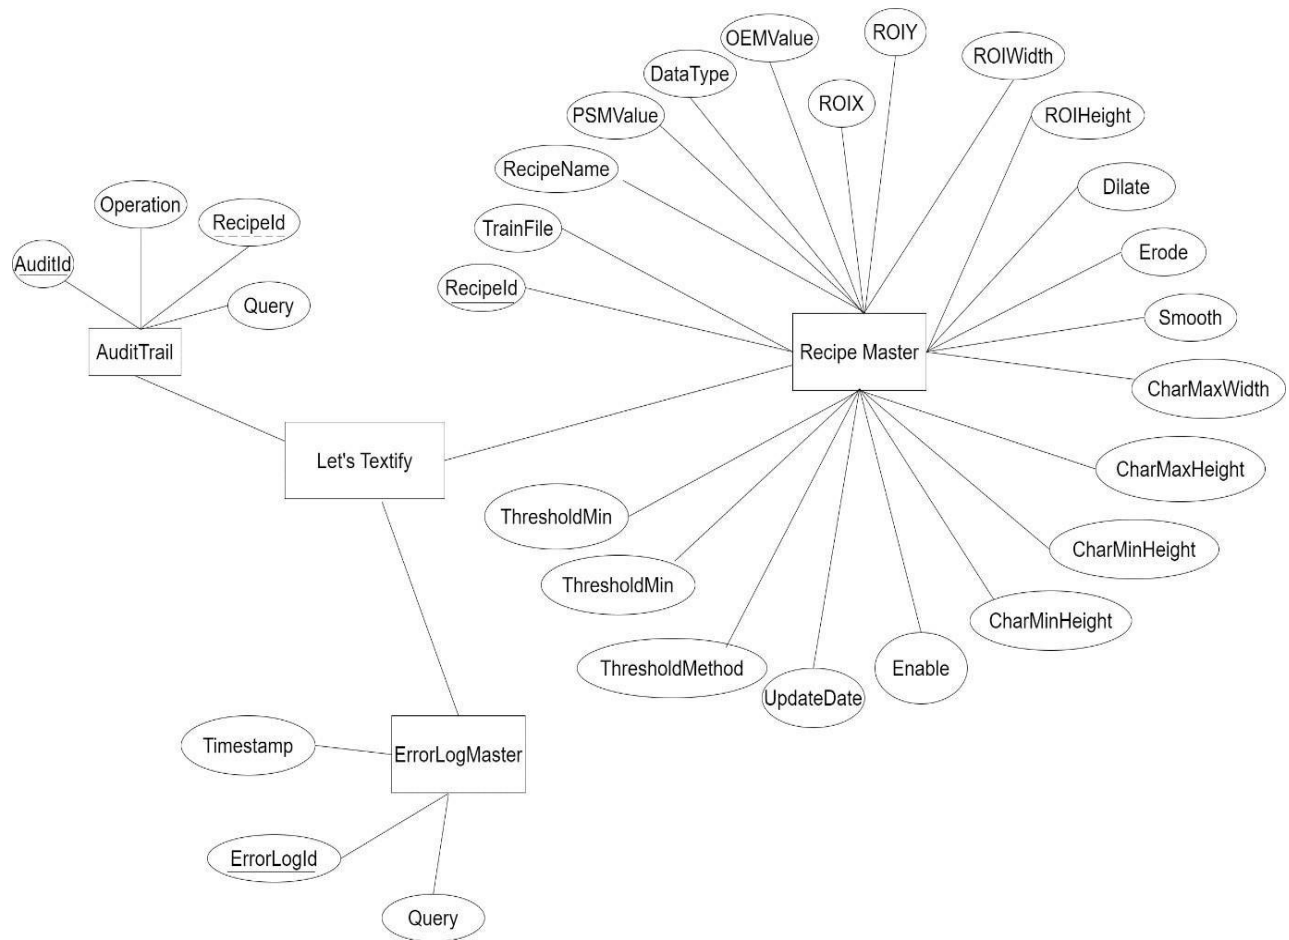 OEMValue
ROIY
ROIWidth
DataType
ROIX
PSMValue
ROIHeight
RecipeName
Dilate
Operation
RecipeId
TrainFile
Erode
AuditId
RecipeId
Query
Smooth
AuditTrail
Recipe Master
CharMaxWidth
Let's Textify
CharMaxHeight
ThresholdMin
CharMinHeight
ThresholdMin
CharMinHeight
ThresholdMethod
Enable
UpdateDate
Timestamp
ErrorLogMaster
ErrorLogId
Query